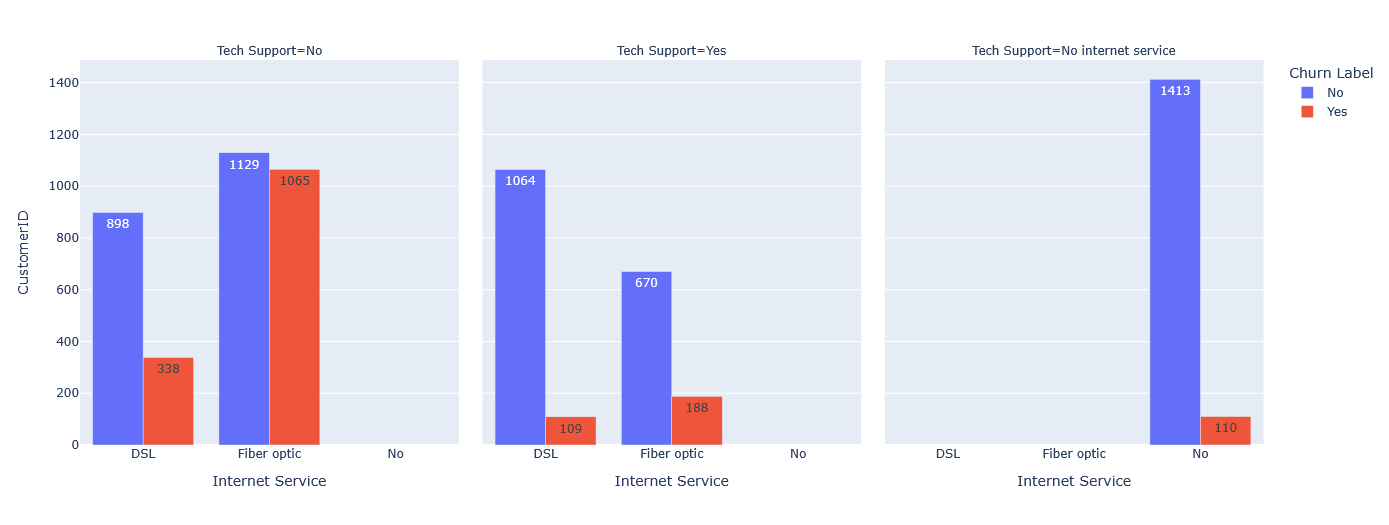 Tech Support=No
Tech Support=Yes
Tech Support=No internet service
Churn Label
No
Yes
1400
1200
1000
800
600
400
200
0
CustomerID
898
338
1129
1065
1064
109
670
188
1413
110
DSL
Fiber optic
No
DSL
Fiber optic
No
DSL
Fiber optic
No
Internet Service
Internet Service
Internet Service